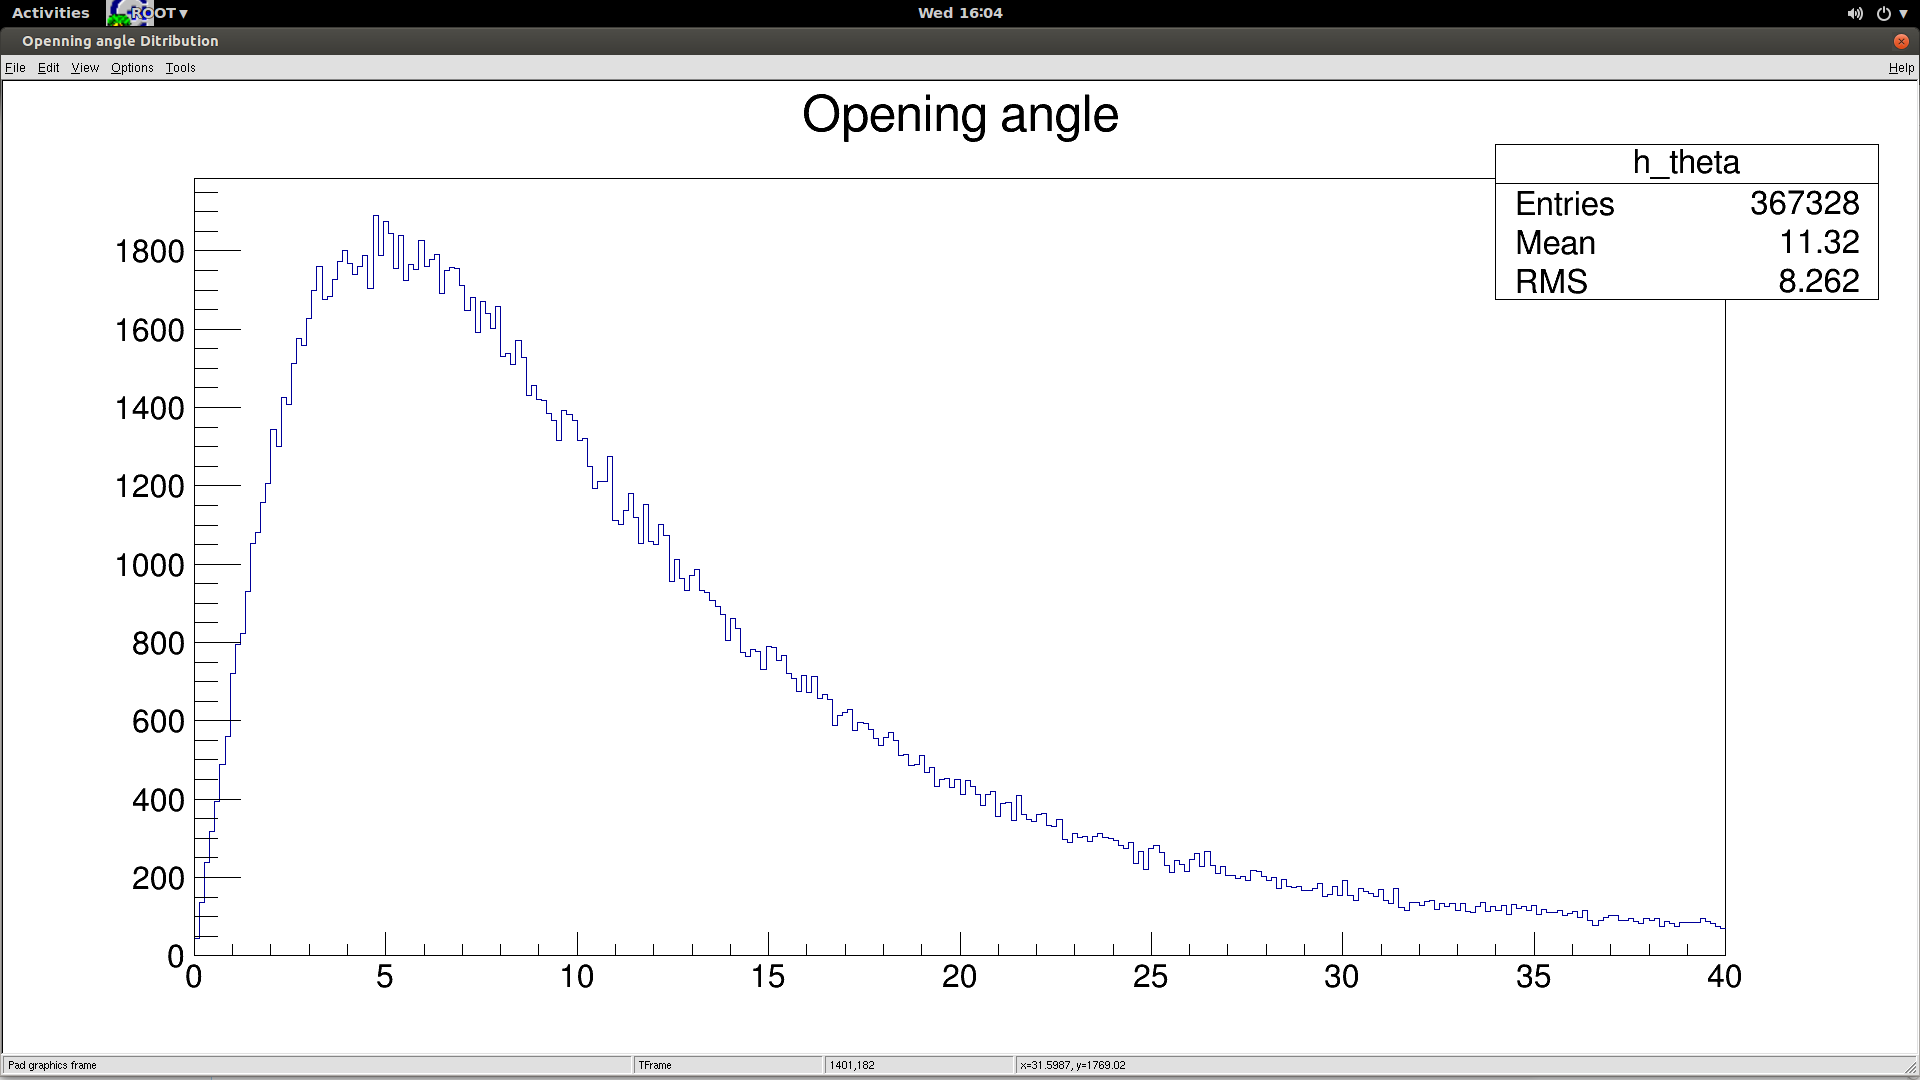 Activities ROOT ▾ Wed 16:04
Openning angle Ditribution
File Edit View Options Tools Help
Opening angle
h_theta
Entries 367328
Mean 11.32
RMS 8.262
1800
1600
1400
1200
1000
800
600
400
200
0
0 5 10 15 20 25 30 35 40
Pad graphics frame TFrame 1401,182 x=31.5987, y=1769.02